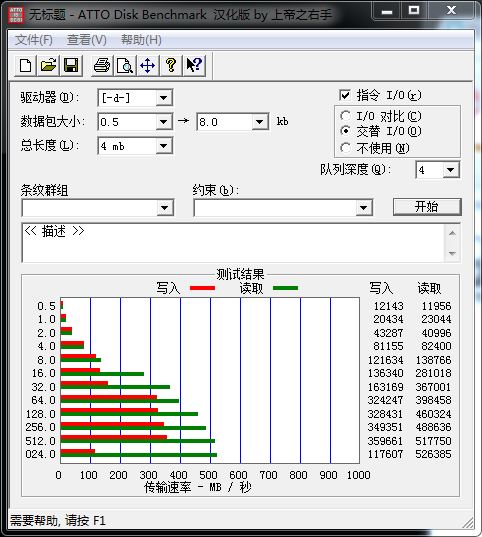 无标题 - ATTO Disk Benchmark 汉化版 by 上帝之右手
文件(F) 查看(V) 帮助(H)
驱动器(D): [-d-]
指令 I/O(r)
数据包大小: 0.5 → 8.0 kb
I/O 对比(C)
交替 I/O(O)
总长度(L): 4 mb
不使用(N)
队列深度(Q): 4
条纹群组
约束(b):
开始
<< 描述 >>
测试结果
写入 读取 写入 读取
0.5 12143 11956
1.0 20434 23044
2.0 43287 40996
4.0 81155 82400
8.0 121634 138766
16.0 136340 281018
32.0 163169 367001
64.0 324247 398458
128.0 328431 460324
256.0 349351 488636
512.0 359661 517750
024.0 117607 526385
0 100 200 300 400 500 600 700 800 900 1000
传输速率 - MB / 秒
需要帮助, 请按 F1